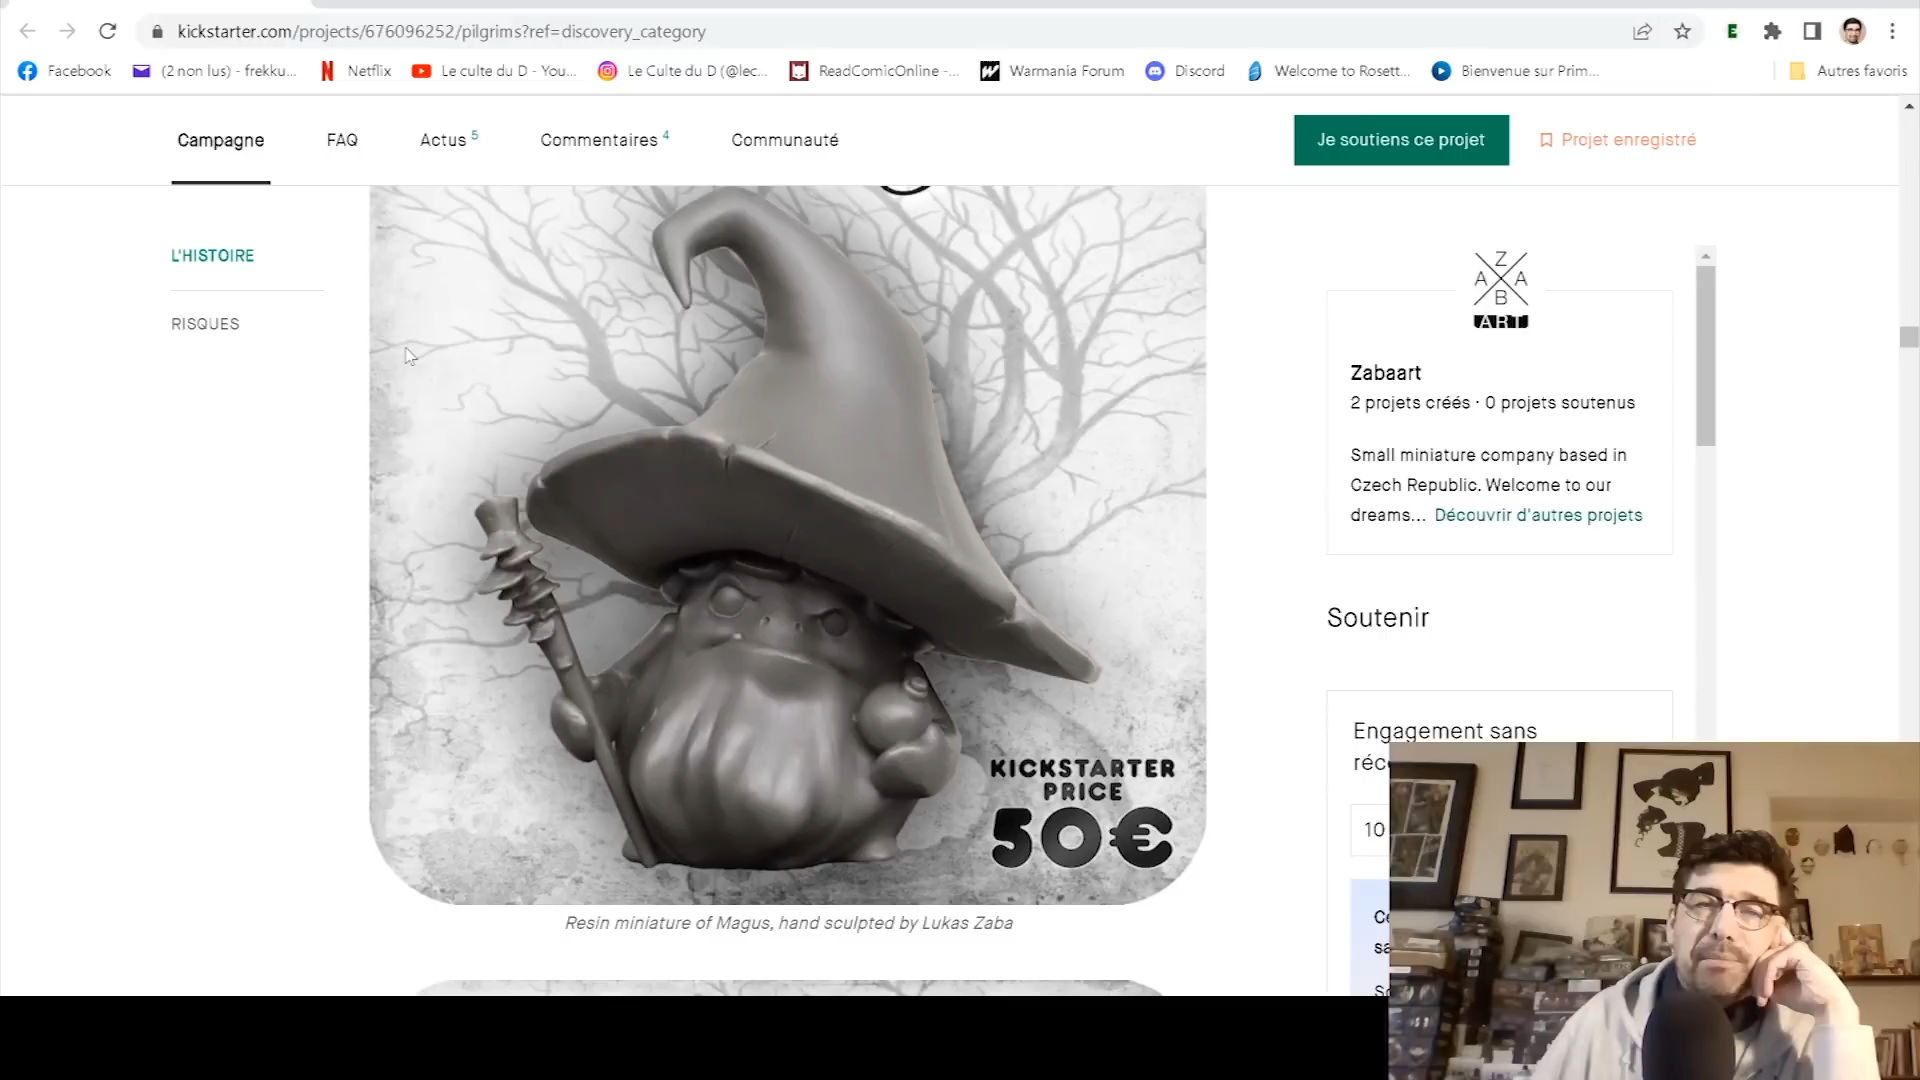 kickstarter.com/projects/676096252/pilgrims?ref=discovery_category
Facebook
(2 non lus) - frekku...
Netflix
Le culte du D - You...
Le Culte du D (@lec...
ReadComicOnline -...
Warmania Forum
Discord
Welcome to Rosett...
Bienvenue sur Prim...
Autres favoris
Campagne
FAQ
Actus 5
Commentaires 4
Communauté
Je soutiens ce projet
Projet enregistré
L'HISTOIRE
RISQUES
KICKSTARTER
PRICE
50€
Resin miniature of Magus, hand sculpted by Lukas Zaba
Z
A A
B
ART
Zabaart
2 projets créés · 0 projets soutenus
Small miniature company based in
Czech Republic. Welcome to our
dreams... Découvrir d'autres projets
Soutenir
Engagement sans
10